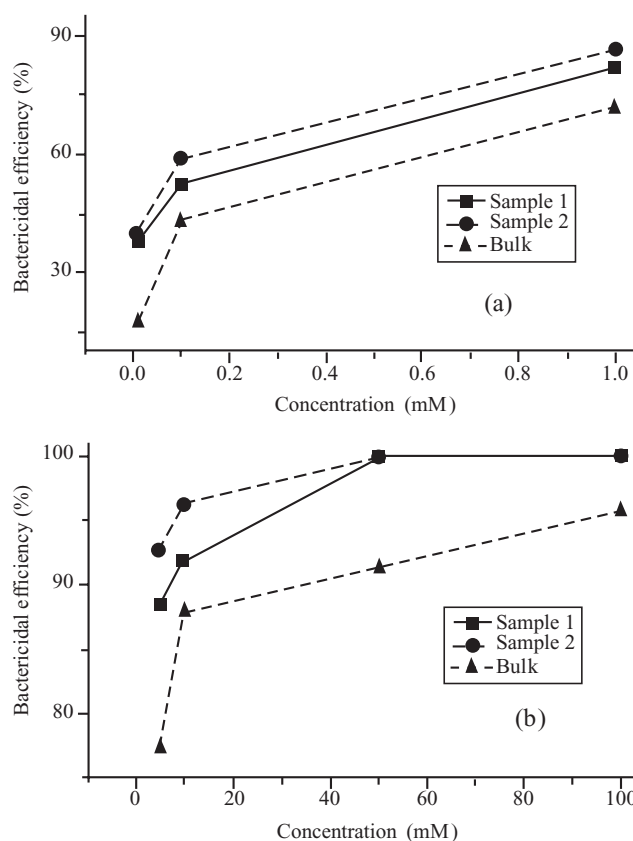 Bactericidal efficiency (%)
90
60
30
Sample 1
Sample 2
Bulk
(a)
0.0 0.2 0.4 0.6 0.8 1.0
Concentration (mM)
Bactericidal efficiency (%)
100
90
80
Sample 1
Sample 2
Bulk
(b)
0 20 40 60 80 100
Concentration (mM)